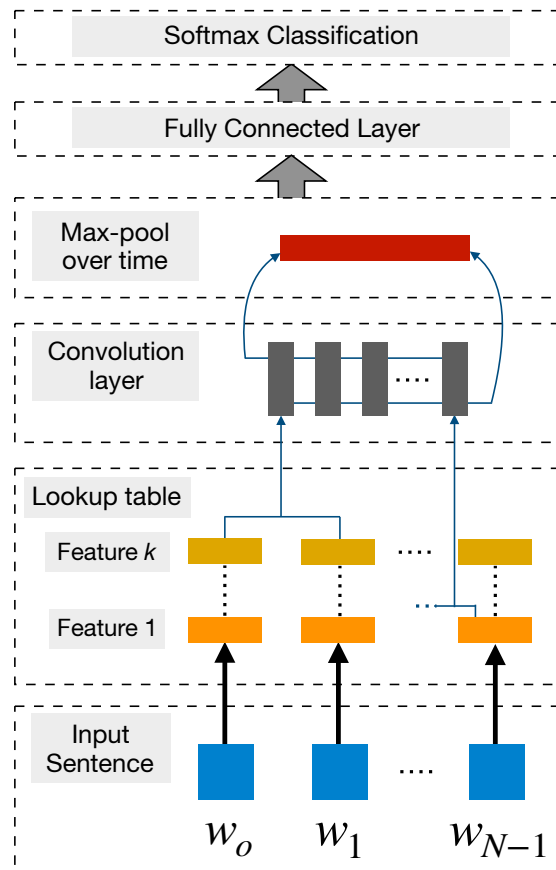 Softmax Classification
Fully Connected Layer
Max-pool
over time
Convolution
layer
Lookup table
Feature k
Feature 1
Input
Sentence
w_o w_1 w_{N−1}